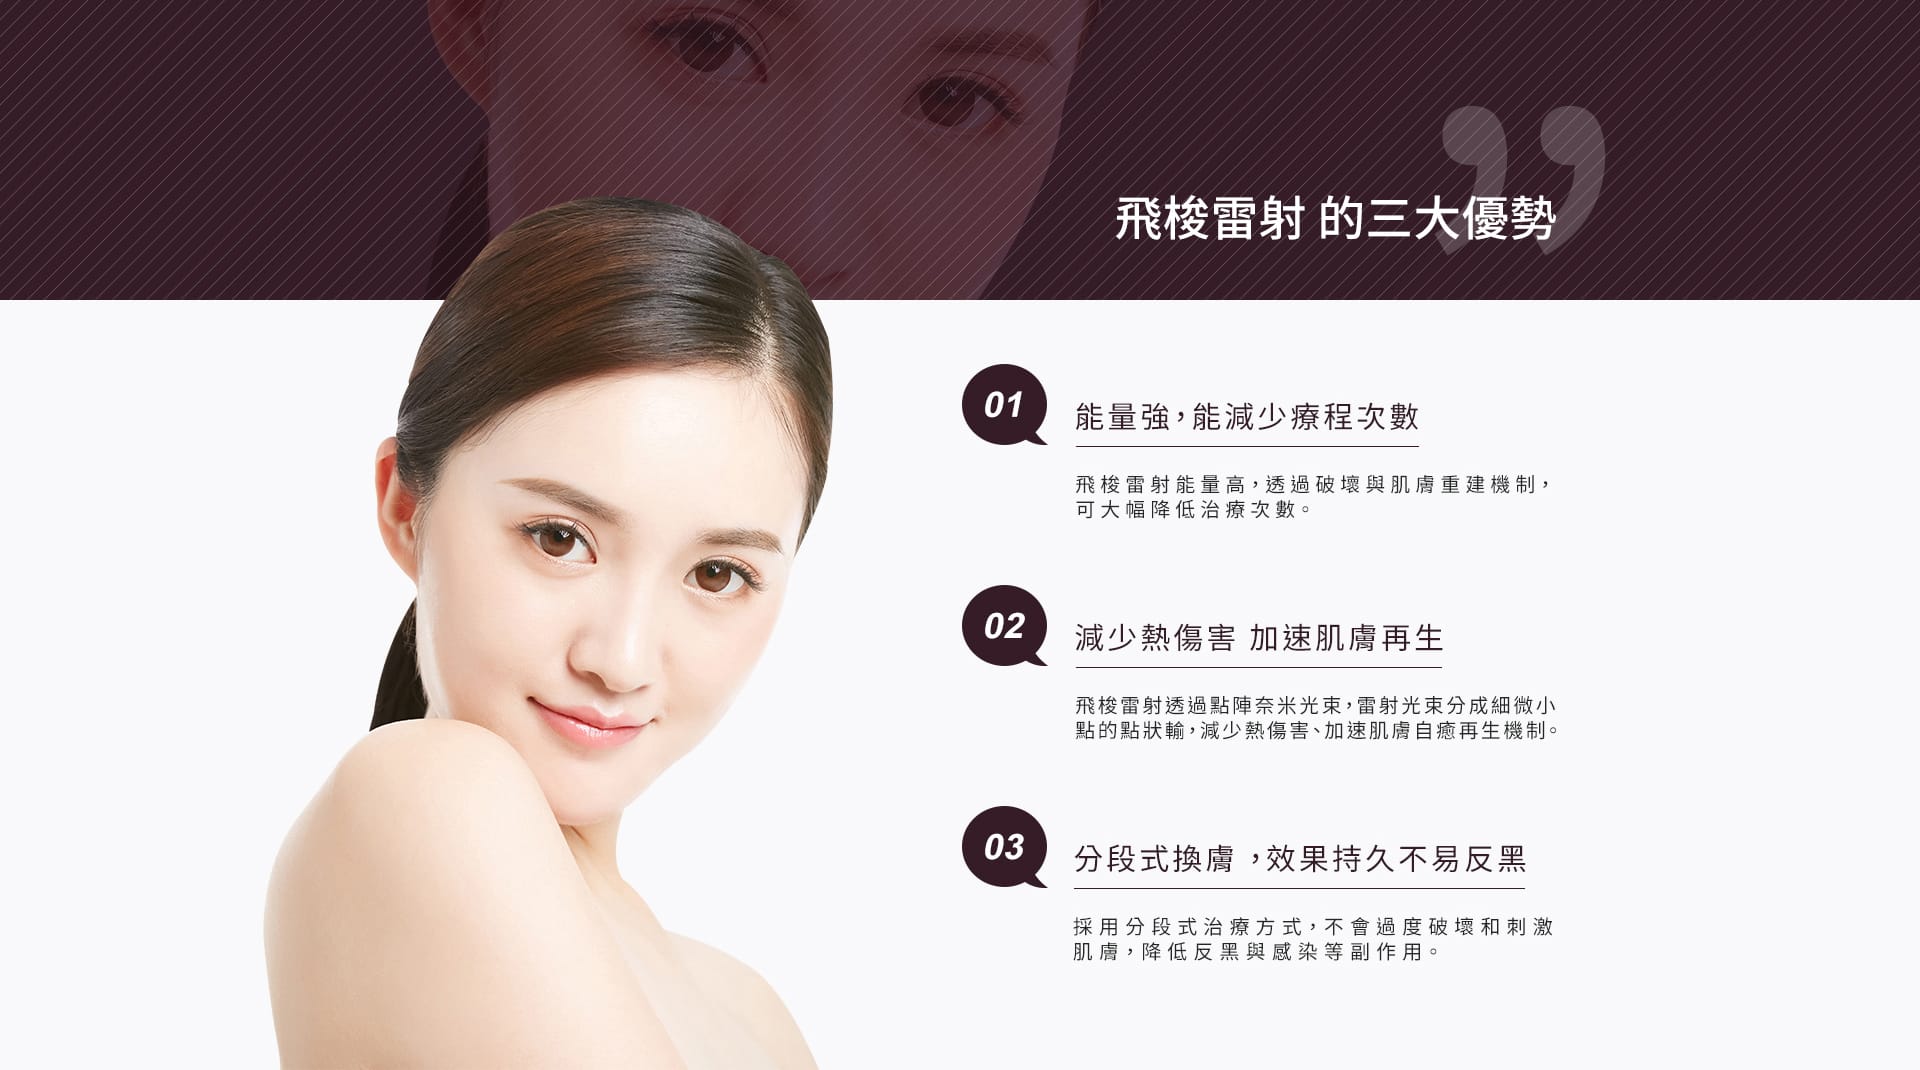 飛梭雷射 的三大優勢
01
能量強，能減少療程次數
飛梭雷射能量高，透過破壞與肌膚重建機制，
可大幅降低治療次數。
02
減少熱傷害 加速肌膚再生
飛梭雷射透過點陣奈米光束，雷射光束分成細微小
點的點狀輸，減少熱傷害、加速肌膚自癒再生機制。
03
分段式換膚 ，效果持久不易反黑
採用分段式治療方式，不會過度破壞和刺激
肌膚，降低反黑與感染等副作用。